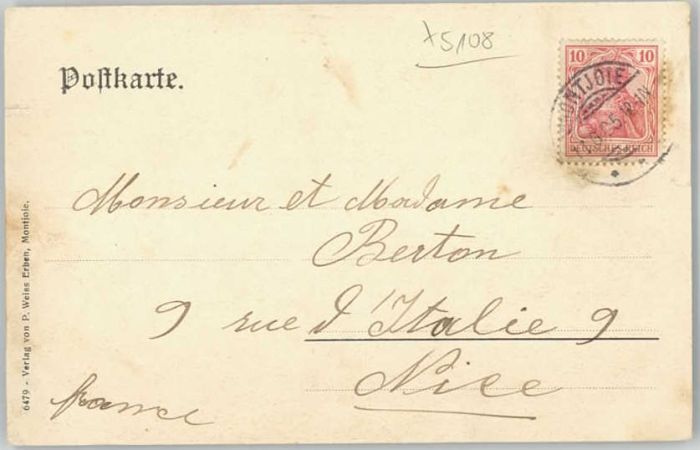 x5108
Postkarte.
10 10
MONTJOIE
DEUTSCHES REICH
Monsieur et Madame
Berton
9 rue d'Italie 9
Nice
france
6479 - Verlag von P. Weiss Erben, Montjoie.